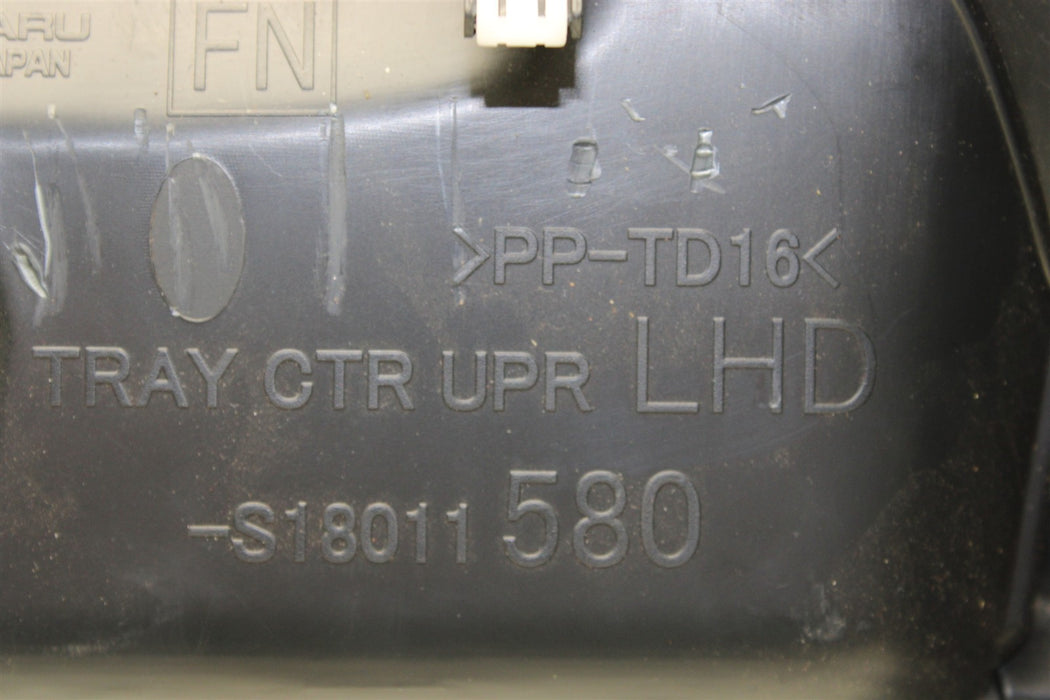 ARU
APAN
FN
>PP-TD16<
TRAY CTR UPR LHD
-S18011 580